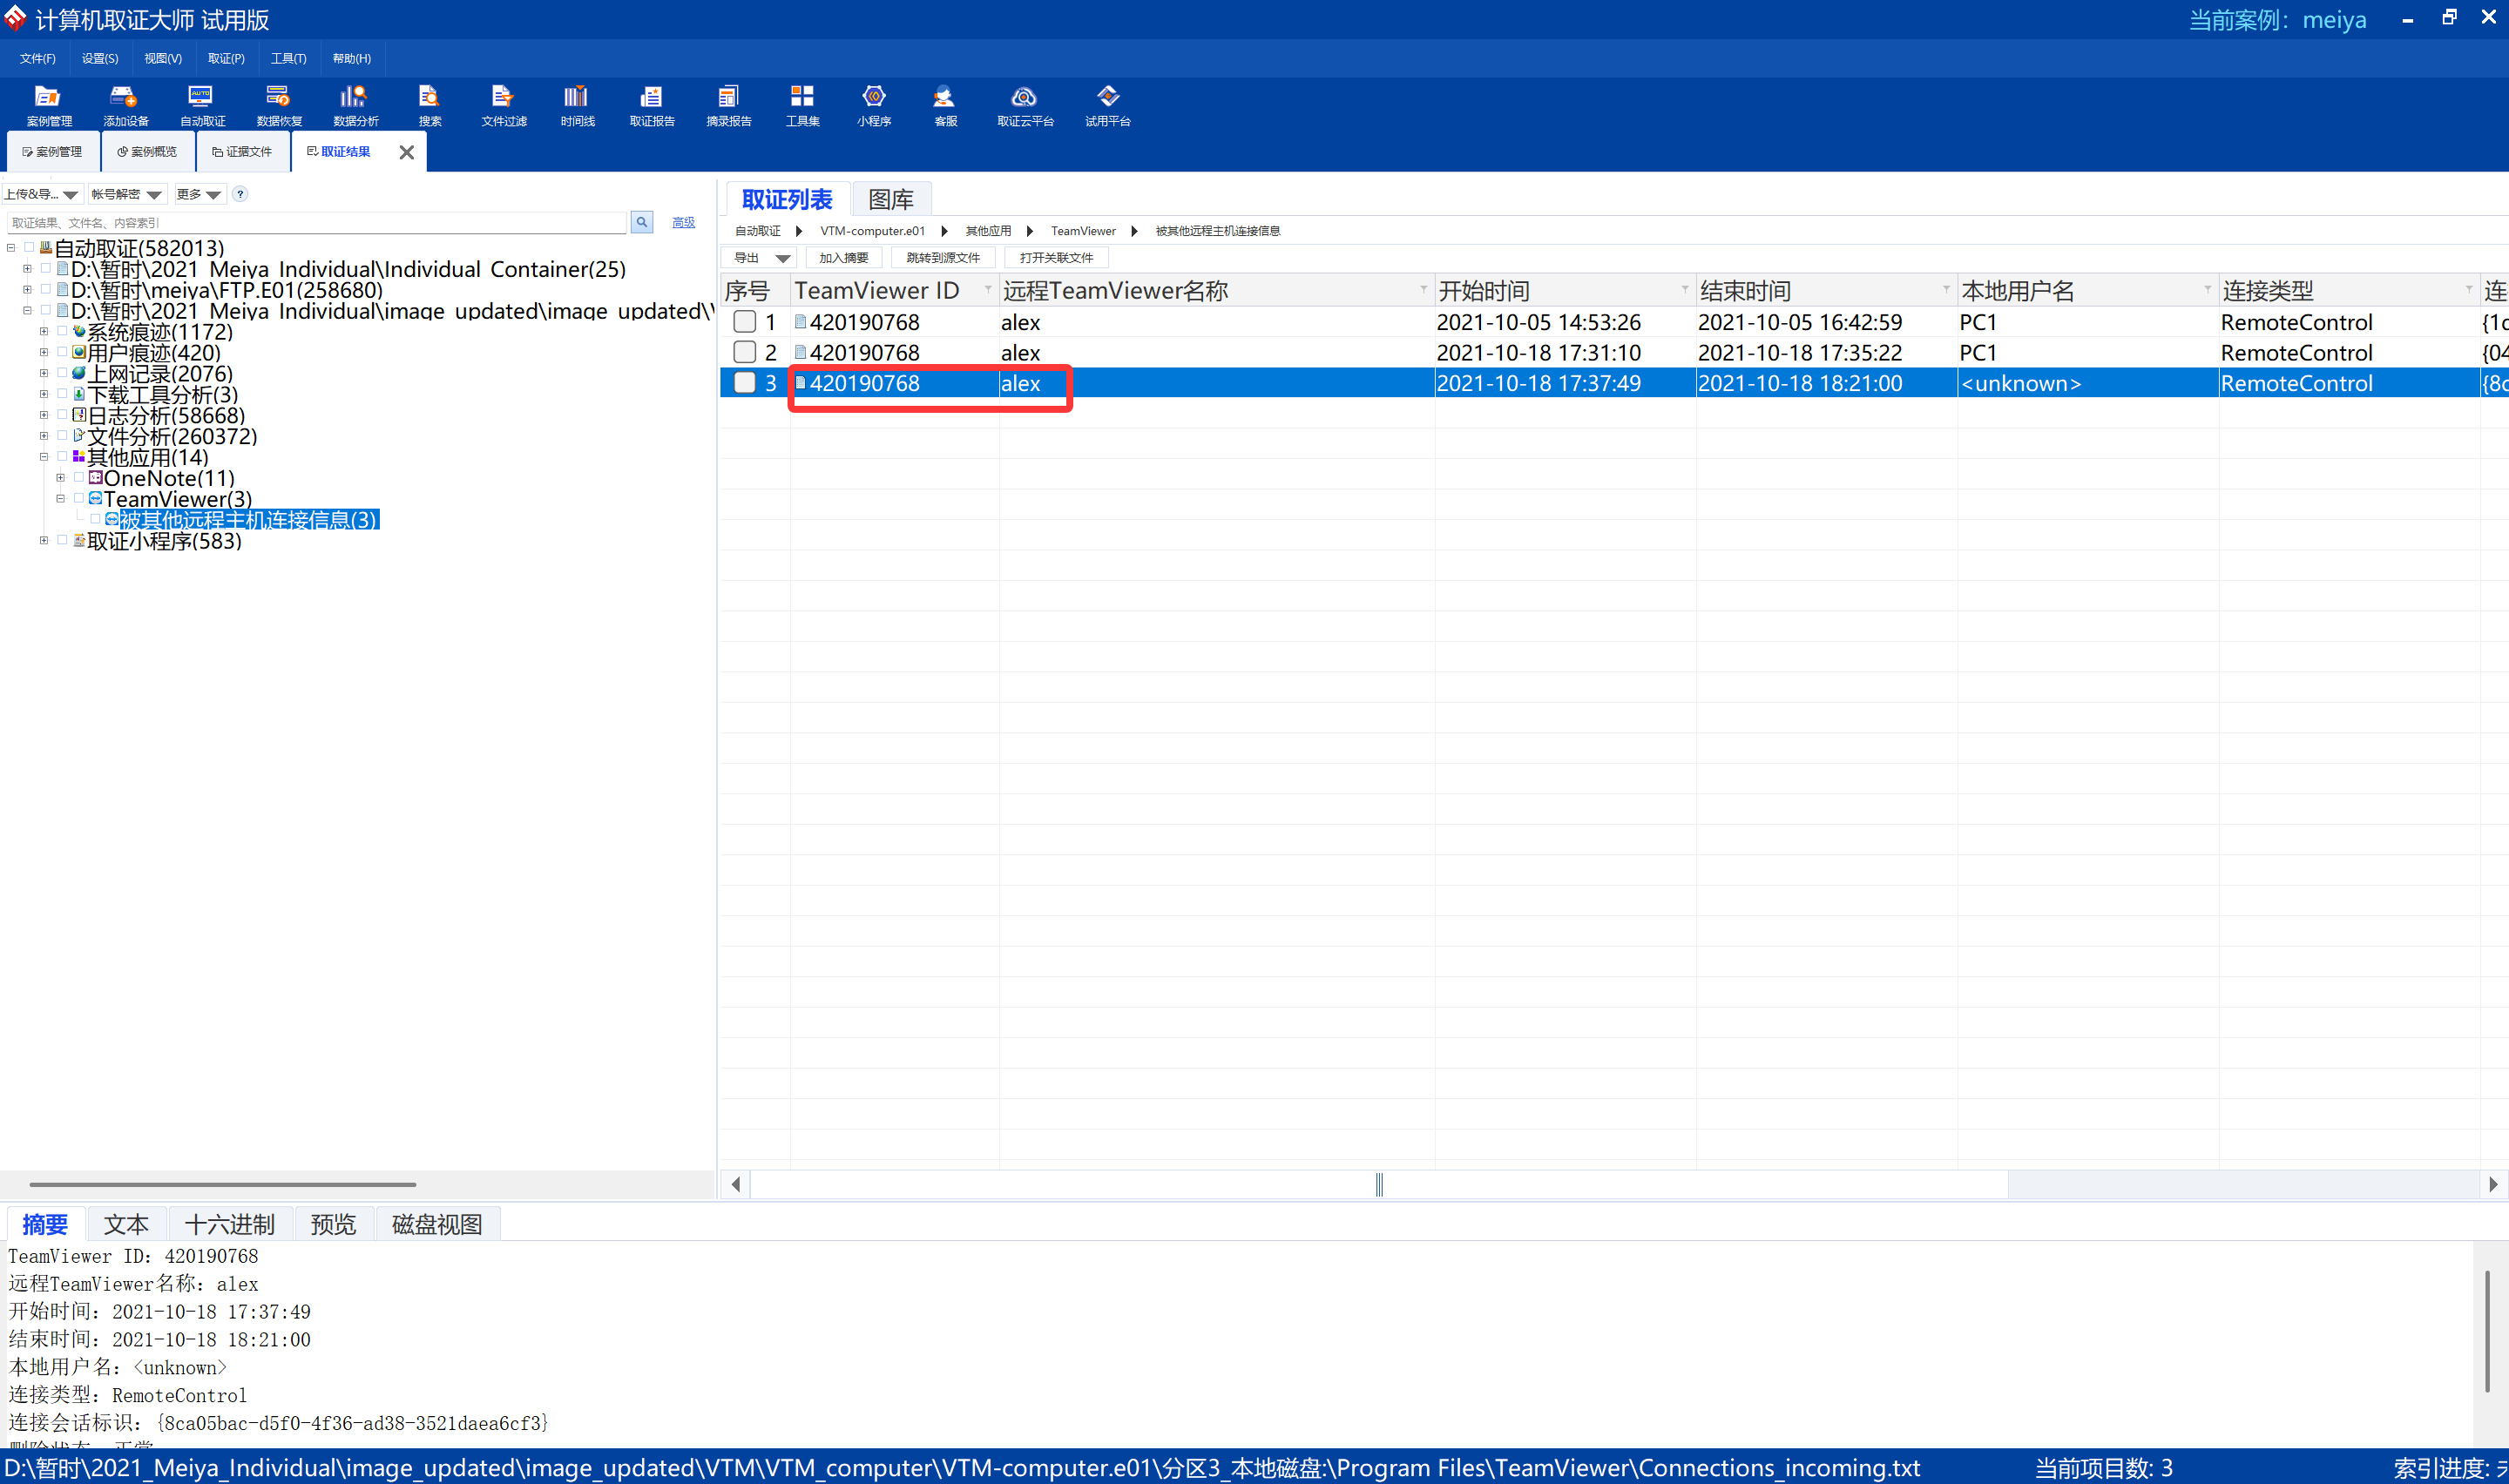 计算机取证大师 试用版
当前案例：meiya
文件(F) 设置(S) 视图(V) 取证(P) 工具(T) 帮助(H)
案例管理 添加设备 自动取证 数据恢复 数据分析 搜索 文件过滤 时间线 取证报告 摘录报告 工具集 小程序 客服 取证云平台 试用平台
案例管理 案例概览 证据文件 取证结果
上传&导... 帐号解密 更多 ?
取证结果、文件名、内容索引 高级
自动取证(582013)
D:\暂时\2021_Meiya_Individual\Individual_Container(25)
D:\暂时\meiya\FTP.E01(258680)
D:\暂时\2021_Meiya_Individual\image_updated\image_updated\V
系统痕迹(1172)
用户痕迹(420)
上网记录(2076)
下载工具分析(3)
日志分析(58668)
文件分析(260372)
其他应用(14)
OneNote(11)
TeamViewer(3)
被其他远程主机连接信息(3)
取证小程序(583)
取证列表 图库
自动取证 VTM-computer.e01 其他应用 TeamViewer 被其他远程主机连接信息
导出 加入摘要 跳转到源文件 打开关联文件
序号 TeamViewer ID 远程TeamViewer名称 开始时间 结束时间 本地用户名 连接类型 连
1 420190768 alex 2021-10-05 14:53:26 2021-10-05 16:42:59 PC1 RemoteControl {1c
2 420190768 alex 2021-10-18 17:31:10 2021-10-18 17:35:22 PC1 RemoteControl {04
3 420190768 alex 2021-10-18 17:37:49 2021-10-18 18:21:00 <unknown> RemoteControl {8c
摘要 文本 十六进制 预览 磁盘视图
TeamViewer ID: 420190768
远程TeamViewer名称: alex
开始时间: 2021-10-18 17:37:49
结束时间: 2021-10-18 18:21:00
本地用户名: <unknown>
连接类型: RemoteControl
连接会话标识: {8ca05bac-d5f0-4f36-ad38-3521daea6cf3}
D:\暂时\2021_Meiya_Individual\image_updated\image_updated\VTM\VTM_computer\VTM-computer.e01\分区3_本地磁盘:\Program Files\TeamViewer\Connections_incoming.txt
当前项目数: 3
索引进度: